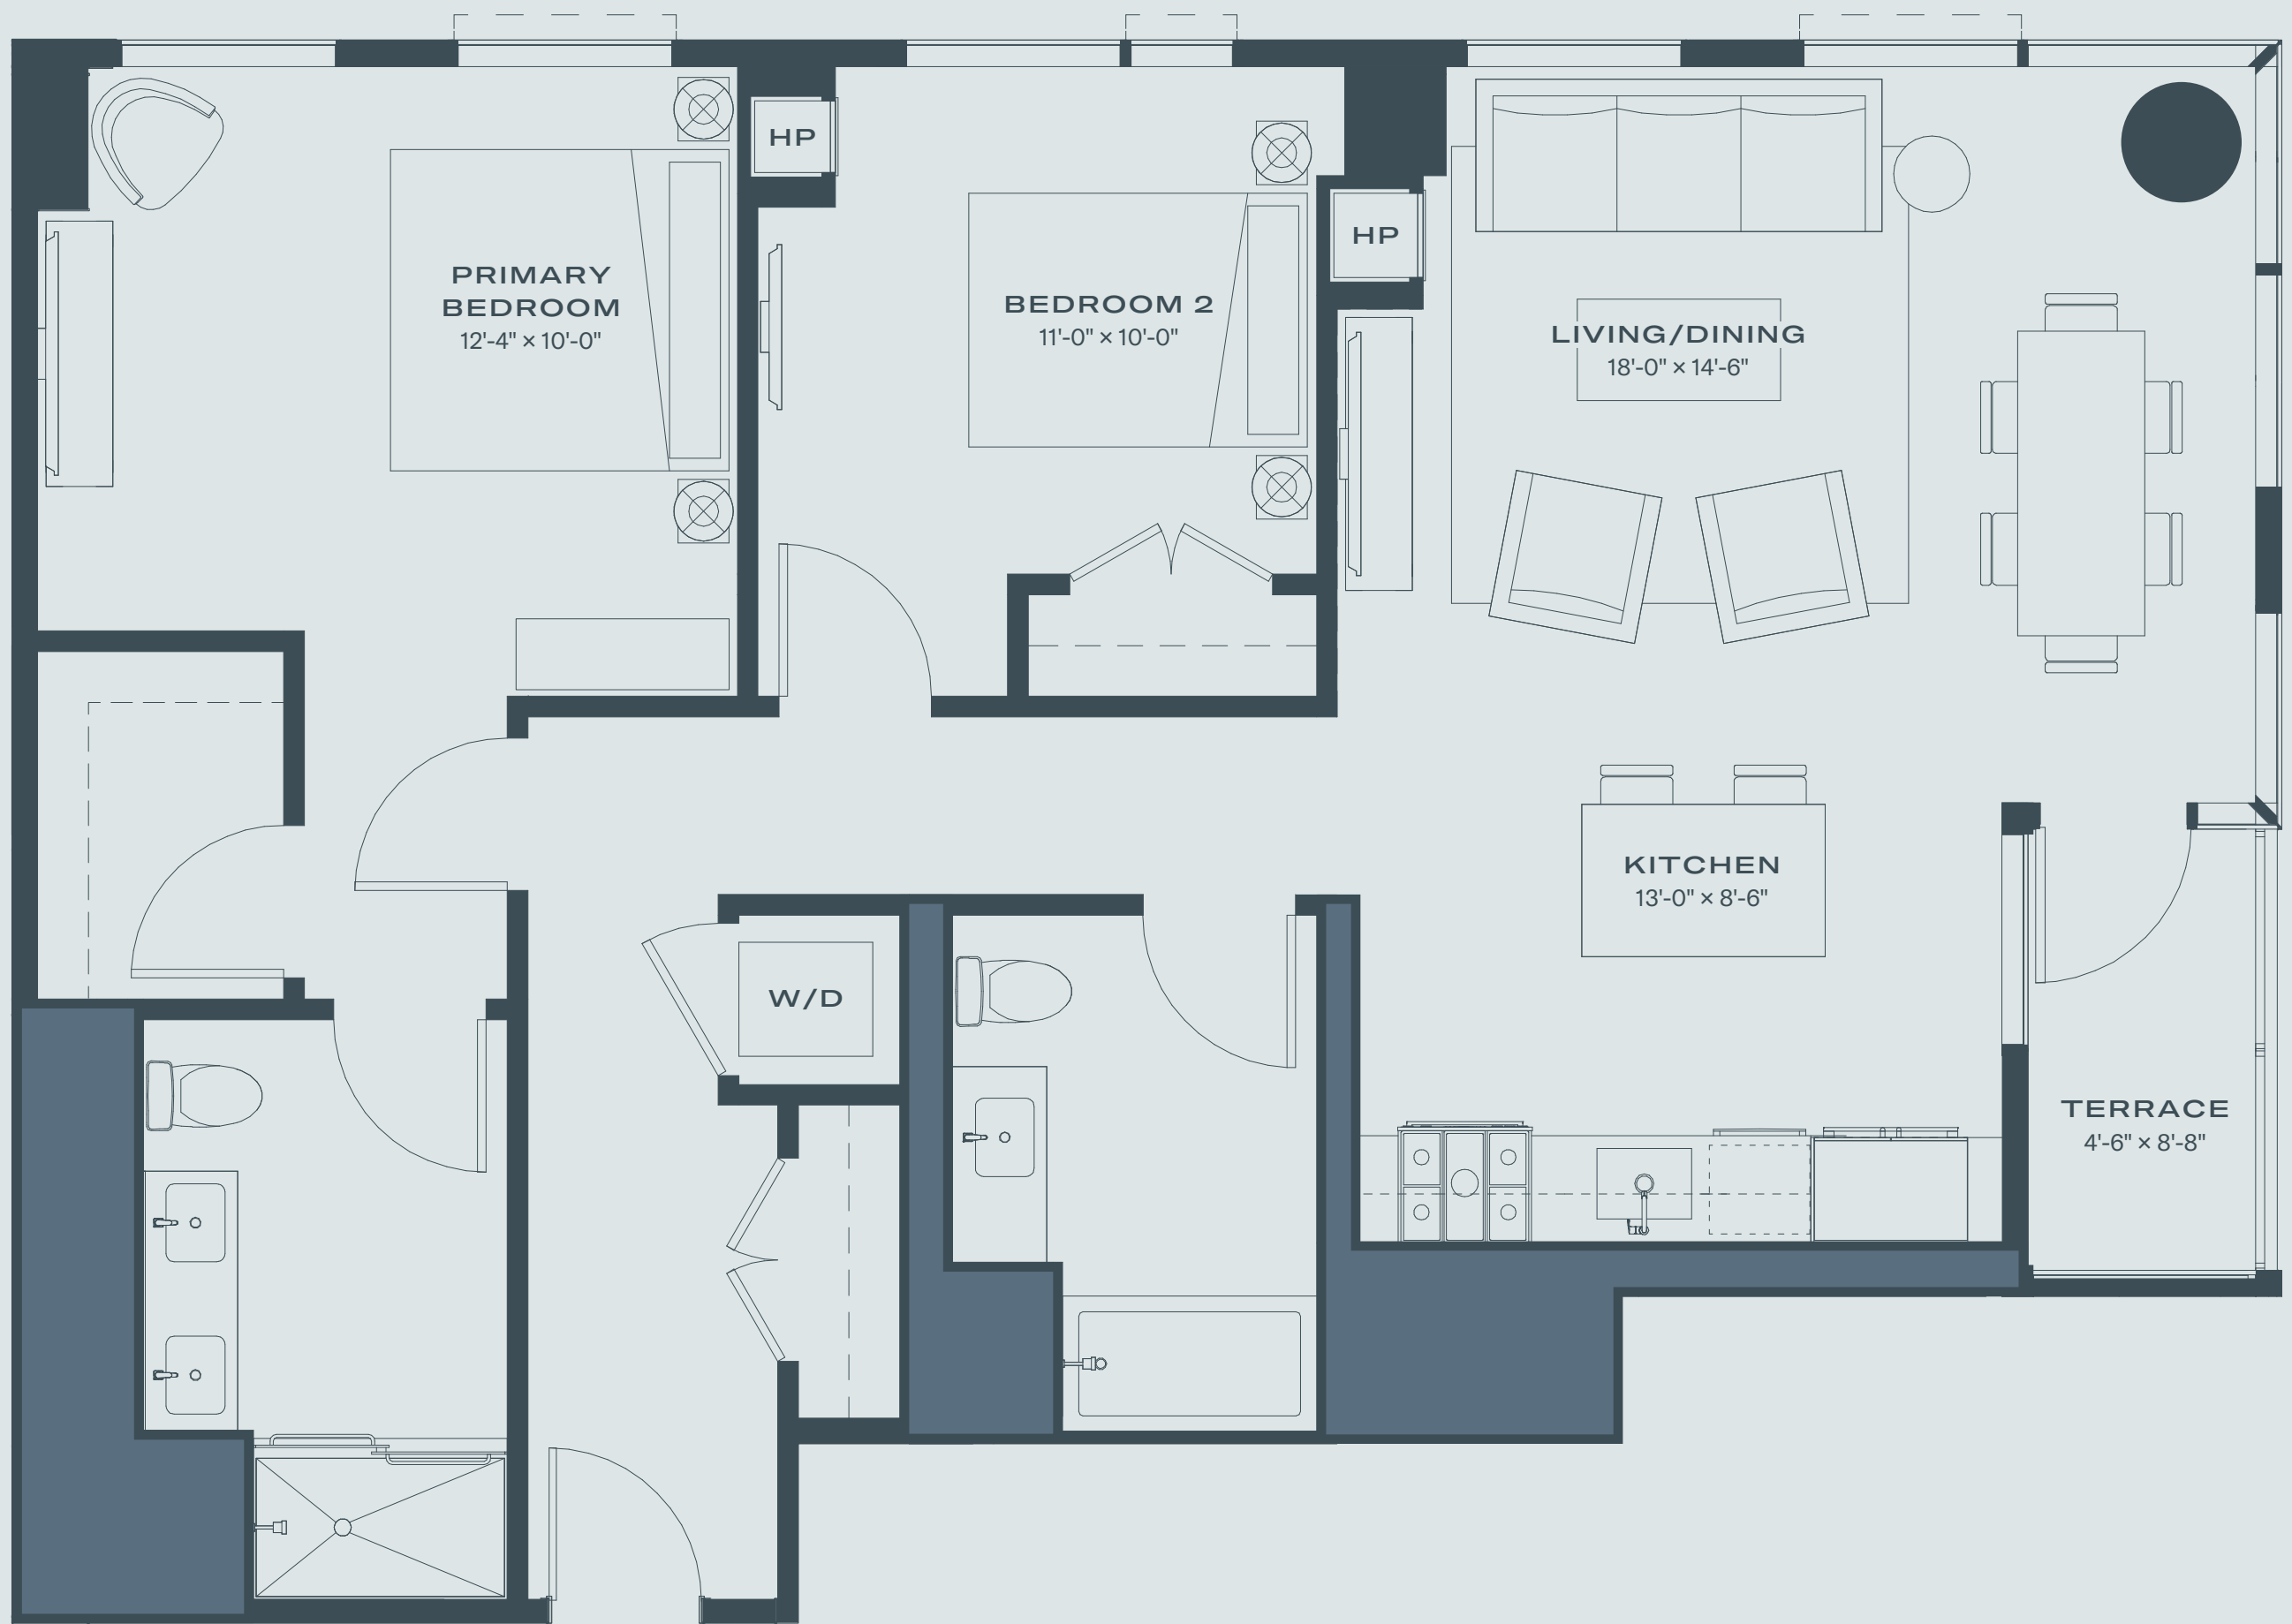 HP
HP
PRIMARY
BEDROOM
12'-4" × 10'-0"
BEDROOM 2
11'-0" × 10'-0"
LIVING/DINING
18'-0" × 14'-6"
KITCHEN
13'-0" × 8'-6"
W/D
TERRACE
4'-6" × 8'-8"